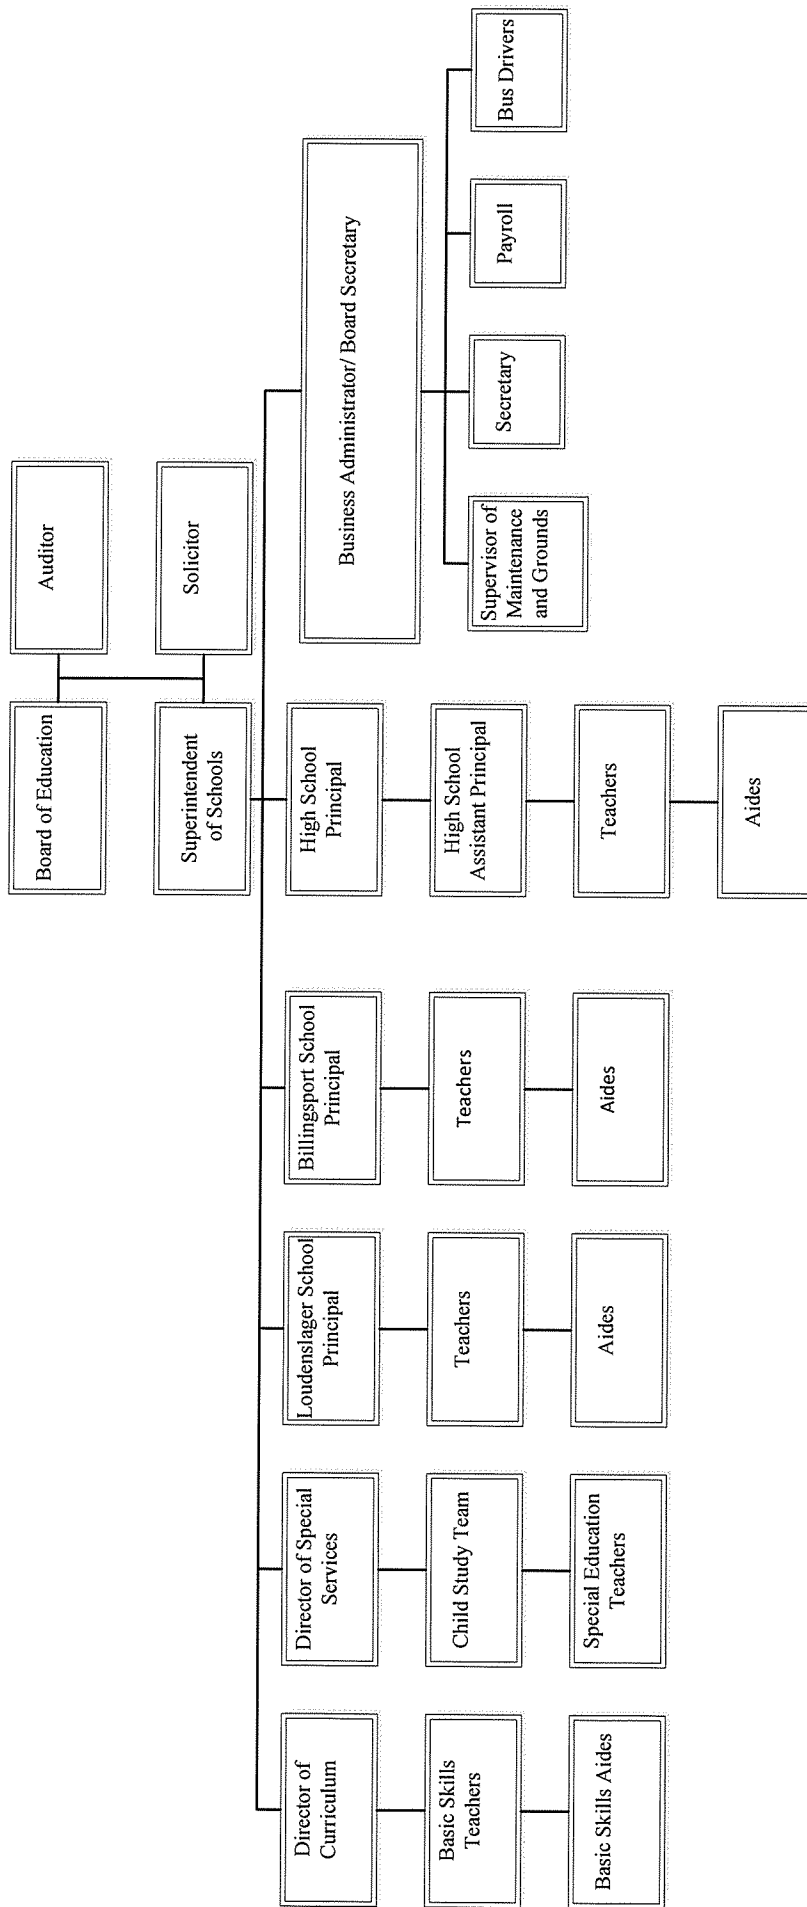 Board of Education
Auditor
Superintendent
of Schools
Solicitor
Director of
Curriculum
Director of Special
Services
Loudenslager School
Principal
Billingsport School
Principal
High School
Principal
Business Administrator/ Board Secretary
Basic Skills
Teachers
Child Study Team
Teachers
Teachers
High School
Assistant Principal
Supervisor of
Maintenance
and Grounds
Secretary
Payroll
Bus Drivers
Basic Skills Aides
Special Education
Teachers
Aides
Aides
Teachers
Aides